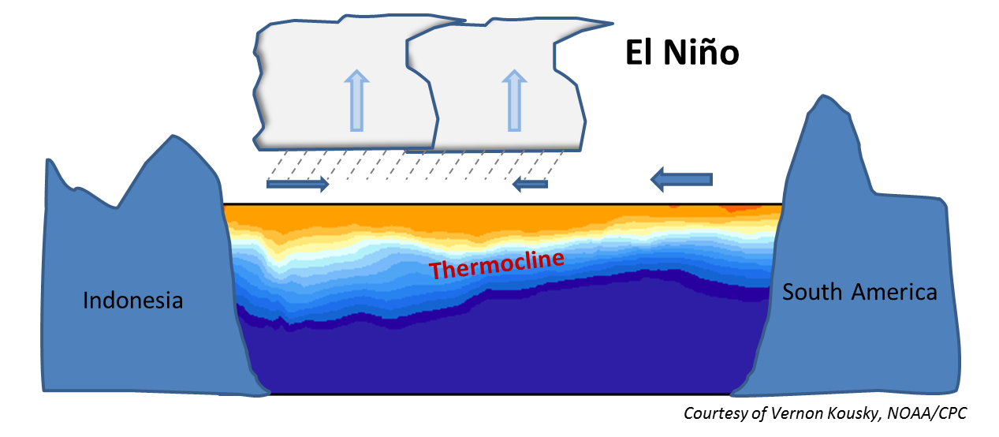 El Niño
Thermocline
Indonesia
South America
Courtesy of Vernon Kousky, NOAA/CPC